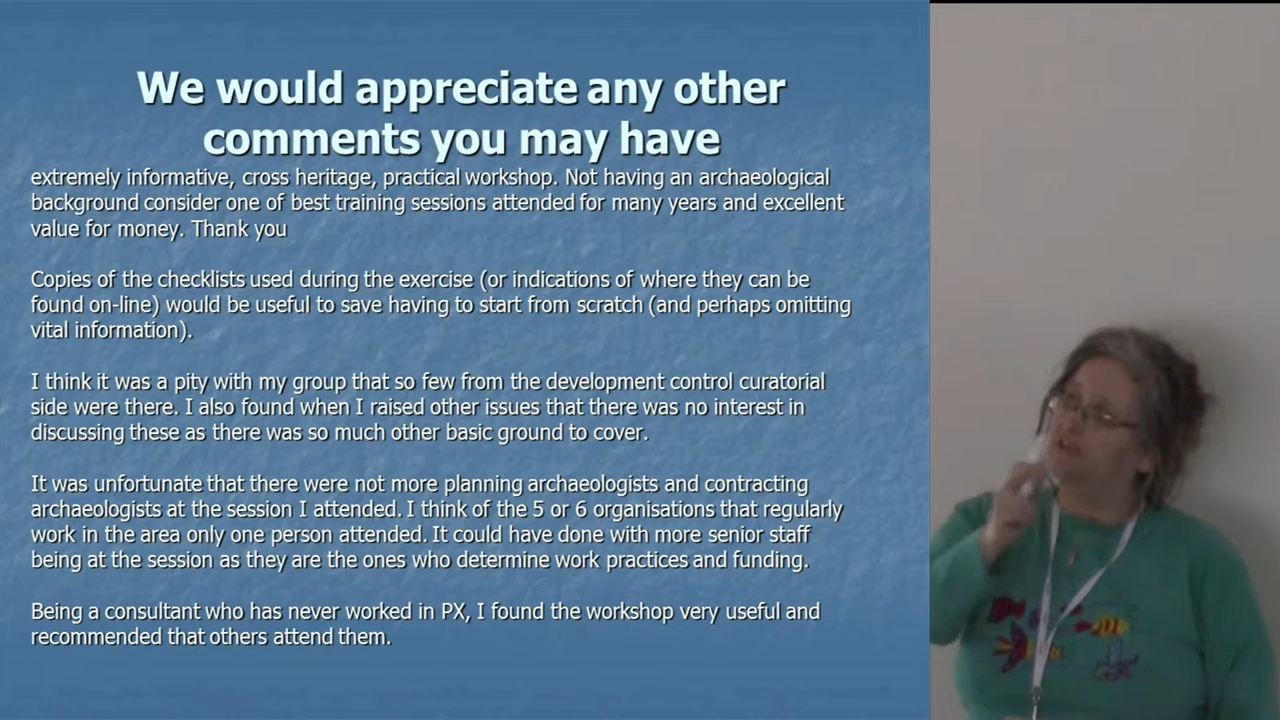 We would appreciate any other
comments you may have
extremely informative, cross heritage, practical workshop. Not having an archaeological
background consider one of best training sessions attended for many years and excellent
value for money. Thank you
Copies of the checklists used during the exercise (or indications of where they can be
found on-line) would be useful to save having to start from scratch (and perhaps omitting
vital information).
I think it was a pity with my group that so few from the development control curatorial
side were there. I also found when I raised other issues that there was no interest in
discussing these as there was so much other basic ground to cover.
It was unfortunate that there were not more planning archaeologists and contracting
archaeologists at the session I attended. I think of the 5 or 6 organisations that regularly
work in the area only one person attended. It could have done with more senior staff
being at the session as they are the ones who determine work practices and funding.
Being a consultant who has never worked in PX, I found the workshop very useful and
recommended that others attend them.